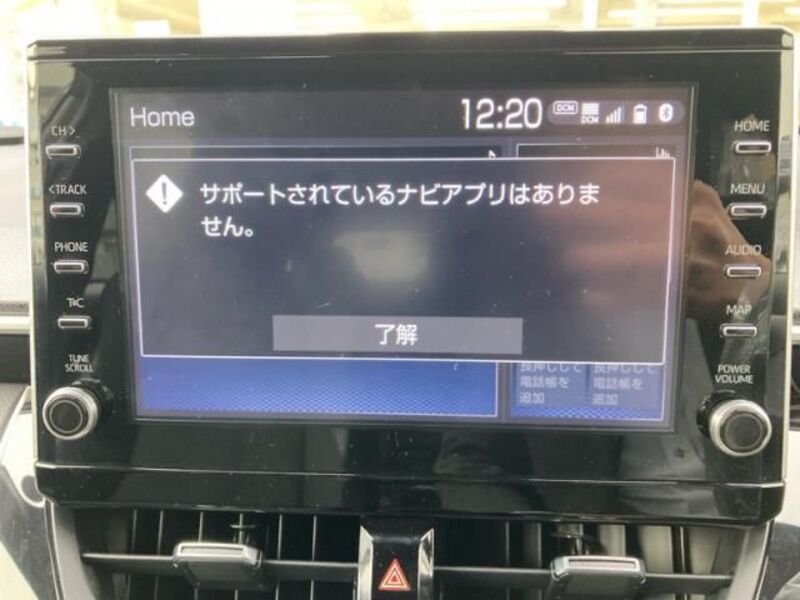 Home
12:20
DCM
DCM
サポートされているナビアプリはありま
せん。
了解
長押しして
電話帳を
追加
長押しして
電話帳を
追加
CH >
< TRACK
PHONE
T*C
TUNE
SCROLL
HOME
MENU
AUDIO
MAP
POWER
VOLUME